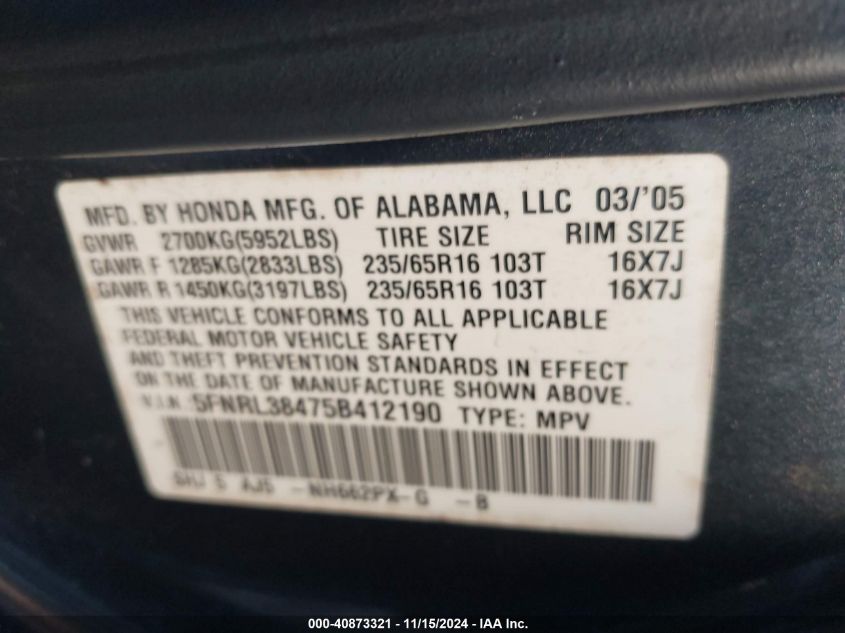 MFD. BY HONDA MFG. OF ALABAMA, LLC 03/'05
GVWR 2700KG(5952LBS) TIRE SIZE RIM SIZE
GAWR F 1285KG(2833LBS) 235/65R16 103T 16X7J
GAWR R 1450KG(3197LBS) 235/65R16 103T 16X7J
THIS VEHICLE CONFORMS TO ALL APPLICABLE
FEDERAL MOTOR VEHICLE SAFETY
AND THEFT PREVENTION STANDARDS IN EFFECT
ON THE DATE OF MANUFACTURE SHOWN ABOVE.
V.I.N.: 5FNRL38475B412190 TYPE: MPV
SHJ 5 AJ5 -NH662PX-G -B
000-40873321 - 11/15/2024 - IAA Inc.